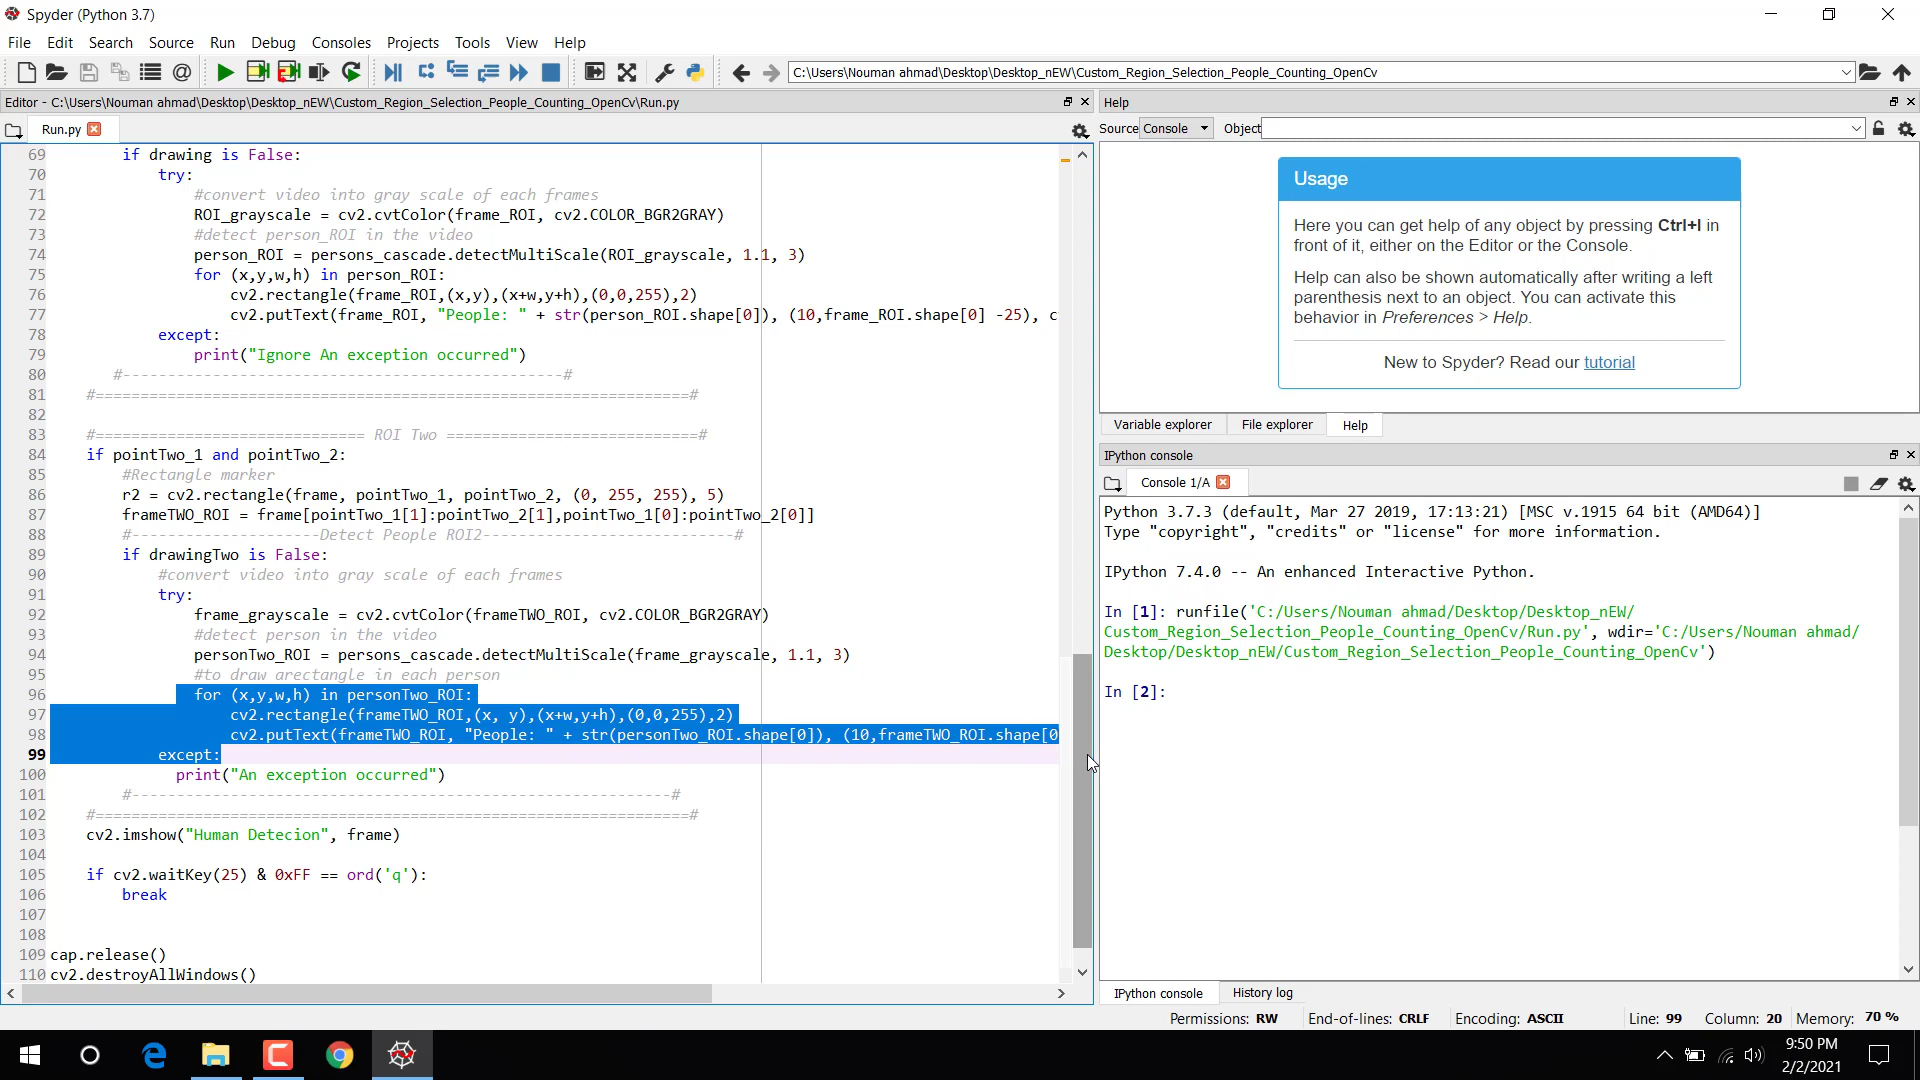 Spyder (Python 3.7)
File Edit Search Source Run Debug Consoles Projects Tools View Help
C:\Users\Nouman ahmad\Desktop\Desktop_nEW\Custom_Region_Selection_People_Counting_OpenCv
Editor - C:\Users\Nouman ahmad\Desktop\Desktop_nEW\Custom_Region_Selection_People_Counting_OpenCv\Run.py
Run.py
69 if drawing is False:
70 try:
71 #convert video into gray scale of each frames
72 ROI_grayscale = cv2.cvtColor(frame_ROI, cv2.COLOR_BGR2GRAY)
73 #detect person_ROI in the video
74 person_ROI = persons_cascade.detectMultiScale(ROI_grayscale, 1.1, 3)
75 for (x,y,w,h) in person_ROI:
76 cv2.rectangle(frame_ROI,(x,y),(x+w,y+h),(0,0,255),2)
77 cv2.putText(frame_ROI, "People: " + str(person_ROI.shape[0]), (10,frame_ROI.shape[0] -25), c
78 except:
79 print("Ignore An exception occurred")
80 #-------------------------------------------------#
81 #==================================================================#
82
83 #============================== ROI Two ============================#
84 if pointTwo_1 and pointTwo_2:
85 #Rectangle marker
86 r2 = cv2.rectangle(frame, pointTwo_1, pointTwo_2, (0, 255, 255), 5)
87 frameTWO_ROI = frame[pointTwo_1[1]:pointTwo_2[1],pointTwo_1[0]:pointTwo_2[0]]
88 #---------------------Detect People ROI2----------------------------#
89 if drawingTwo is False:
90 #convert video into gray scale of each frames
91 try:
92 frame_grayscale = cv2.cvtColor(frameTWO_ROI, cv2.COLOR_BGR2GRAY)
93 #detect person in the video
94 personTwo_ROI = persons_cascade.detectMultiScale(frame_grayscale, 1.1, 3)
95 #to draw arectangle in each person
96 for (x,y,w,h) in personTwo_ROI:
97 cv2.rectangle(frameTWO_ROI,(x, y),(x+w,y+h),(0,0,255),2)
98 cv2.putText(frameTWO_ROI, "People: " + str(personTwo_ROI.shape[0]), (10,frameTWO_ROI.shape[0
99 except:
100 print("An exception occurred")
101 #------------------------------------------------------------#
102 #==================================================================#
103 cv2.imshow("Human Detecion", frame)
104
105 if cv2.waitKey(25) & 0xFF == ord('q'):
106 break
107
108
109 cap.release()
110 cv2.destroyAllWindows()
Help
Source Console Object
Usage
Here you can get help of any object by pressing Ctrl+I in
front of it, either on the Editor or the Console.
Help can also be shown automatically after writing a left
parenthesis next to an object. You can activate this
behavior in Preferences > Help.
New to Spyder? Read our tutorial
Variable explorer File explorer Help
IPython console
Console 1/A
Python 3.7.3 (default, Mar 27 2019, 17:13:21) [MSC v.1915 64 bit (AMD64)]
Type "copyright", "credits" or "license" for more information.
IPython 7.4.0 -- An enhanced Interactive Python.
In [1]: runfile('C:/Users/Nouman ahmad/Desktop/Desktop_nEW/
Custom_Region_Selection_People_Counting_OpenCv/Run.py', wdir='C:/Users/Nouman ahmad/
Desktop/Desktop_nEW/Custom_Region_Selection_People_Counting_OpenCv')
In [2]:
IPython console History log
Permissions: RW End-of-lines: CRLF Encoding: ASCII Line: 99 Column: 20 Memory: 70 %
9:50 PM
2/2/2021